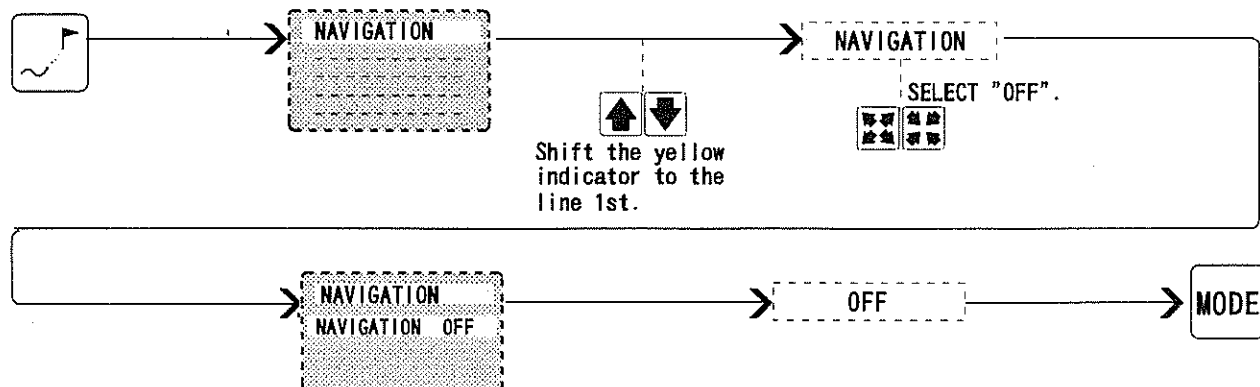 NAVIGATION
NAVIGATION
SELECT "OFF".
Shift the yellow
indicator to the
line 1st.
NAVIGATION
NAVIGATION OFF
OFF
MODE